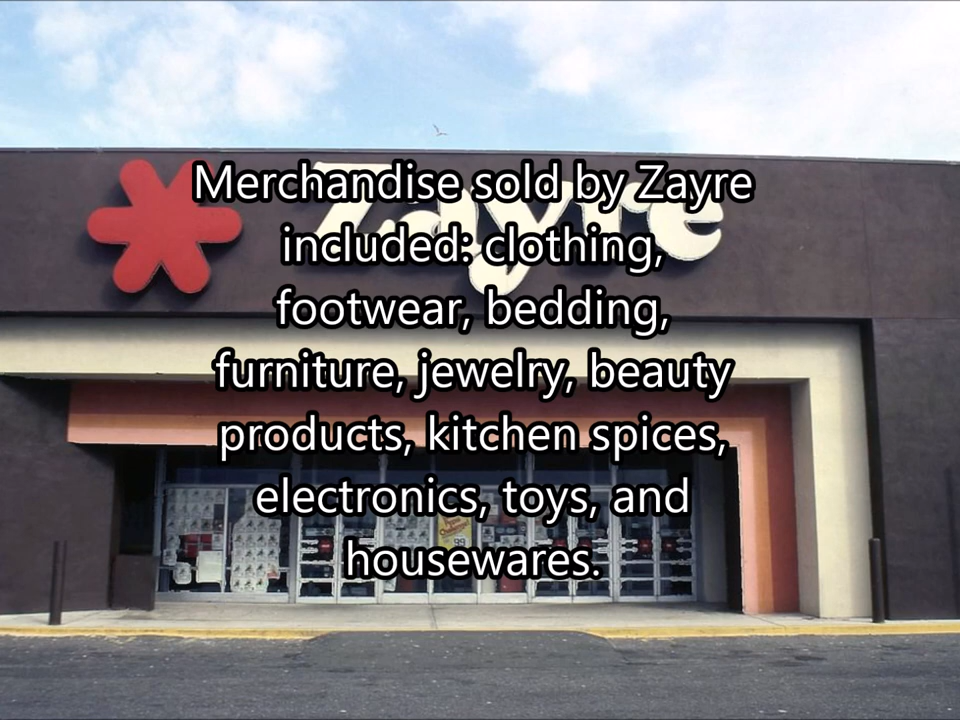 Zayre
Merchandise sold by Zayre
included: clothing,
footwear, bedding,
furniture, jewelry, beauty
products, kitchen spices,
electronics, toys, and
housewares.